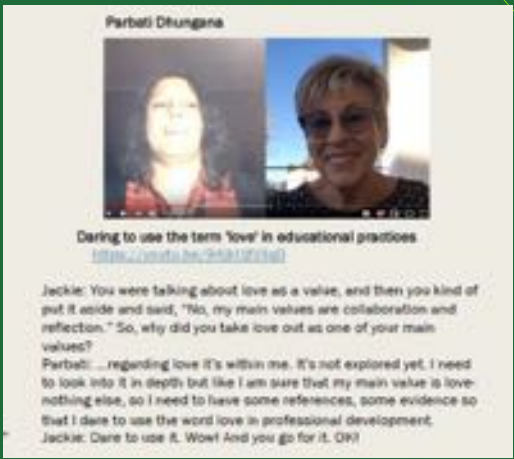 Parbati Dhungana
Daring to use the term 'love' in educational practices
Jackie: You were talking about love as a value, and then you kind of
put it aside and said, "No, my main values are collaboration and
reflection." So, why did you take love out as one of your main
values?
Parbati: ...regarding love it's within me. It's not explored yet. I need
to look into it in depth but like I am sure that my main value is love-
nothing else, so I need to have some references, some evidence so
that I dare to use the word love in professional development.
Jackie: Dare to use it. Wow! And you go for it. OK!